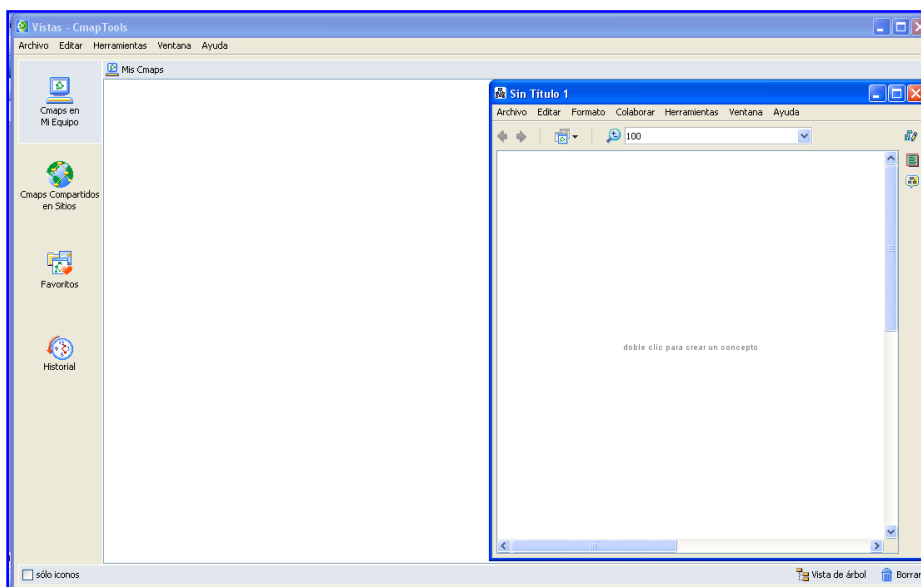 Vistas - CmapTools
Archivo Editar Herramientas Ventana Ayuda
Cmaps en
Mi Equipo
Cmaps Compartidos
en Sitios
Favoritos
Historial
Mis Cmaps
Sin Título 1
Archivo Editar Formato Colaborar Herramientas Ventana Ayuda
100
doble clic para crear un concepto
sólo iconos
Vista de árbol
Borrar